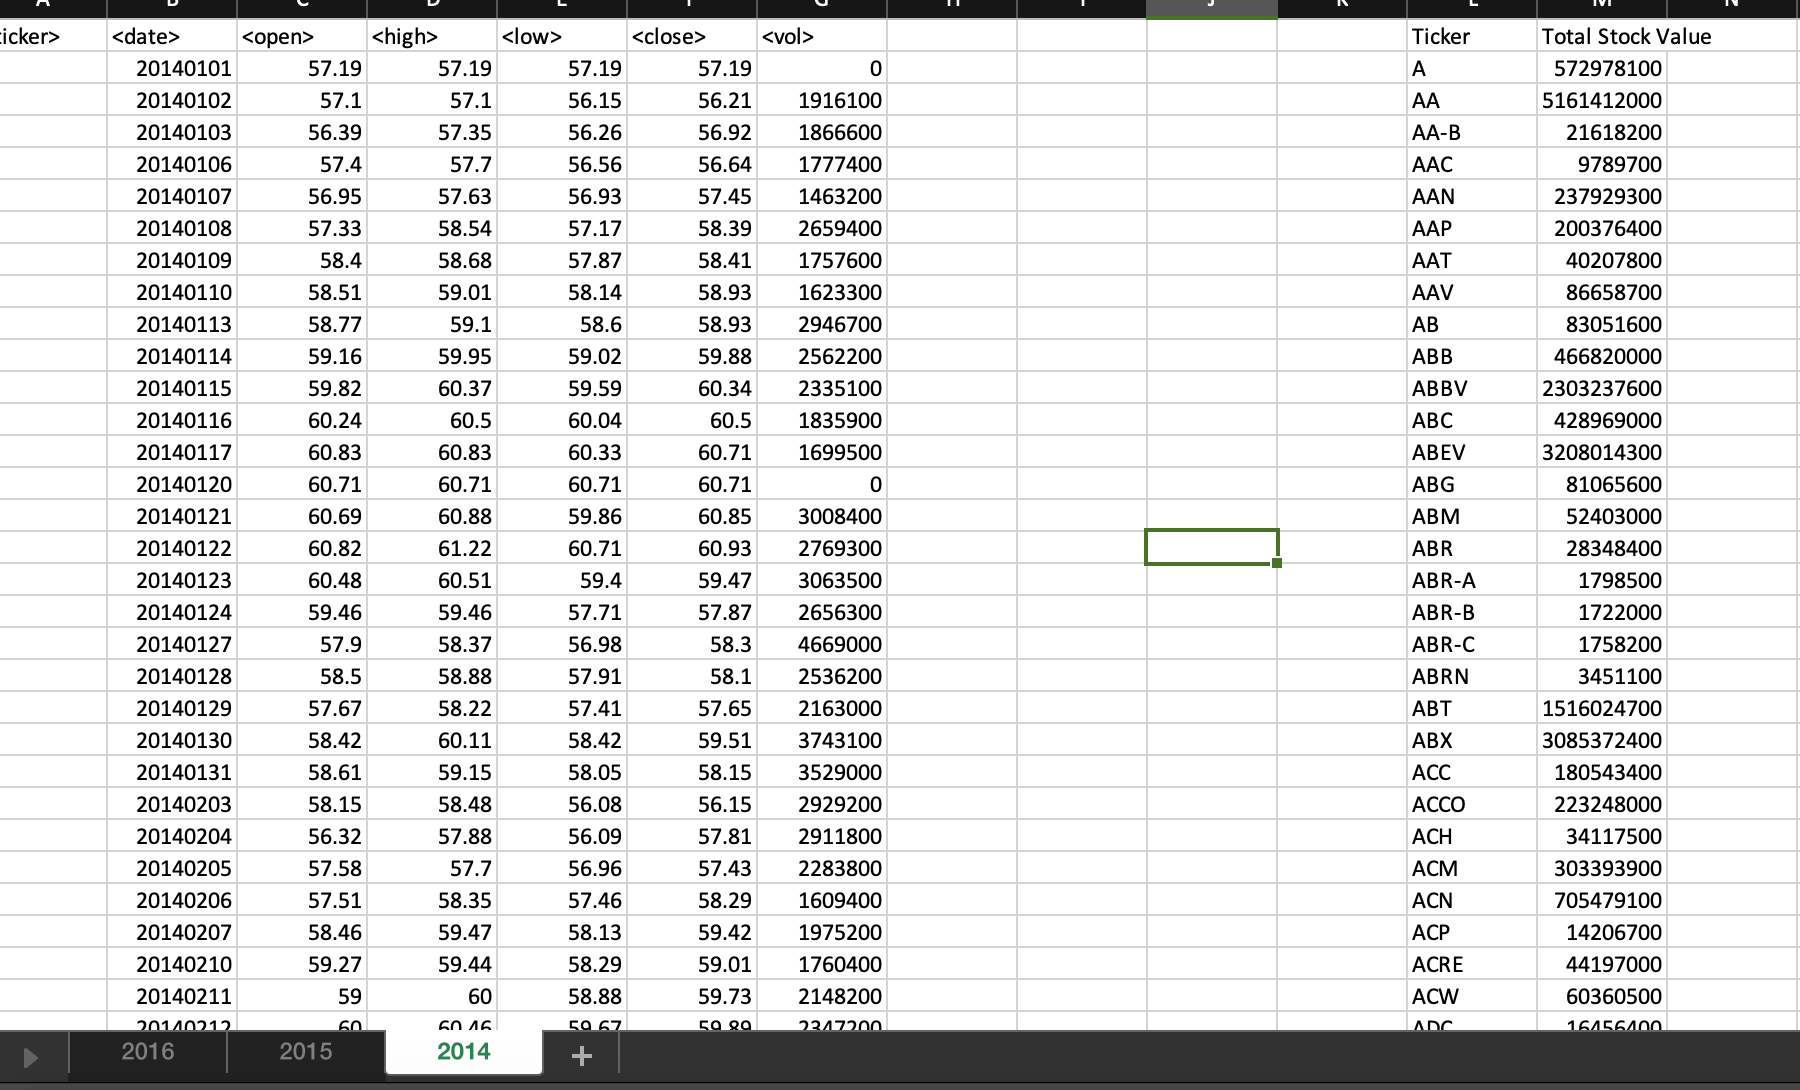 A B C D E F G H I J K L M N
icker> <date> <open> <high> <low> <close> <vol> Ticker Total Stock Value
20140101 57.19 57.19 57.19 57.19 0 A 572978100
20140102 57.1 57.1 56.15 56.21 1916100 AA 5161412000
20140103 56.39 57.35 56.26 56.92 1866600 AA-B 21618200
20140106 57.4 57.7 56.56 56.64 1777400 AAC 9789700
20140107 56.95 57.63 56.93 57.45 1463200 AAN 237929300
20140108 57.33 58.54 57.17 58.39 2659400 AAP 200376400
20140109 58.4 58.68 57.87 58.41 1757600 AAT 40207800
20140110 58.51 59.01 58.14 58.93 1623300 AAV 86658700
20140113 58.77 59.1 58.6 58.93 2946700 AB 83051600
20140114 59.16 59.95 59.02 59.88 2562200 ABB 466820000
20140115 59.82 60.37 59.59 60.34 2335100 ABBV 2303237600
20140116 60.24 60.5 60.04 60.5 1835900 ABC 428969000
20140117 60.83 60.83 60.33 60.71 1699500 ABEV 3208014300
20140120 60.71 60.71 60.71 60.71 0 ABG 81065600
20140121 60.69 60.88 59.86 60.85 3008400 ABM 52403000
20140122 60.82 61.22 60.71 60.93 2769300 ABR 28348400
20140123 60.48 60.51 59.4 59.47 3063500 ABR-A 1798500
20140124 59.46 59.46 57.71 57.87 2656300 ABR-B 1722000
20140127 57.9 58.37 56.98 58.3 4669000 ABR-C 1758200
20140128 58.5 58.88 57.91 58.1 2536200 ABRN 3451100
20140129 57.67 58.22 57.41 57.65 2163000 ABT 1516024700
20140130 58.42 60.11 58.42 59.51 3743100 ABX 3085372400
20140131 58.61 59.15 58.05 58.15 3529000 ACC 180543400
20140203 58.15 58.48 56.08 56.15 2929200 ACCO 223248000
20140204 56.32 57.88 56.09 57.81 2911800 ACH 34117500
20140205 57.58 57.7 56.96 57.43 2283800 ACM 303393900
20140206 57.51 58.35 57.46 58.29 1609400 ACN 705479100
20140207 58.46 59.47 58.13 59.42 1975200 ACP 14206700
20140210 59.27 59.44 58.29 59.01 1760400 ACRE 44197000
20140211 59 60 58.88 59.73 2148200 ACW 60360500
20140212 60 60.46 59.67 59.89 2347200 ADC 16456400
2016 2015 2014 +